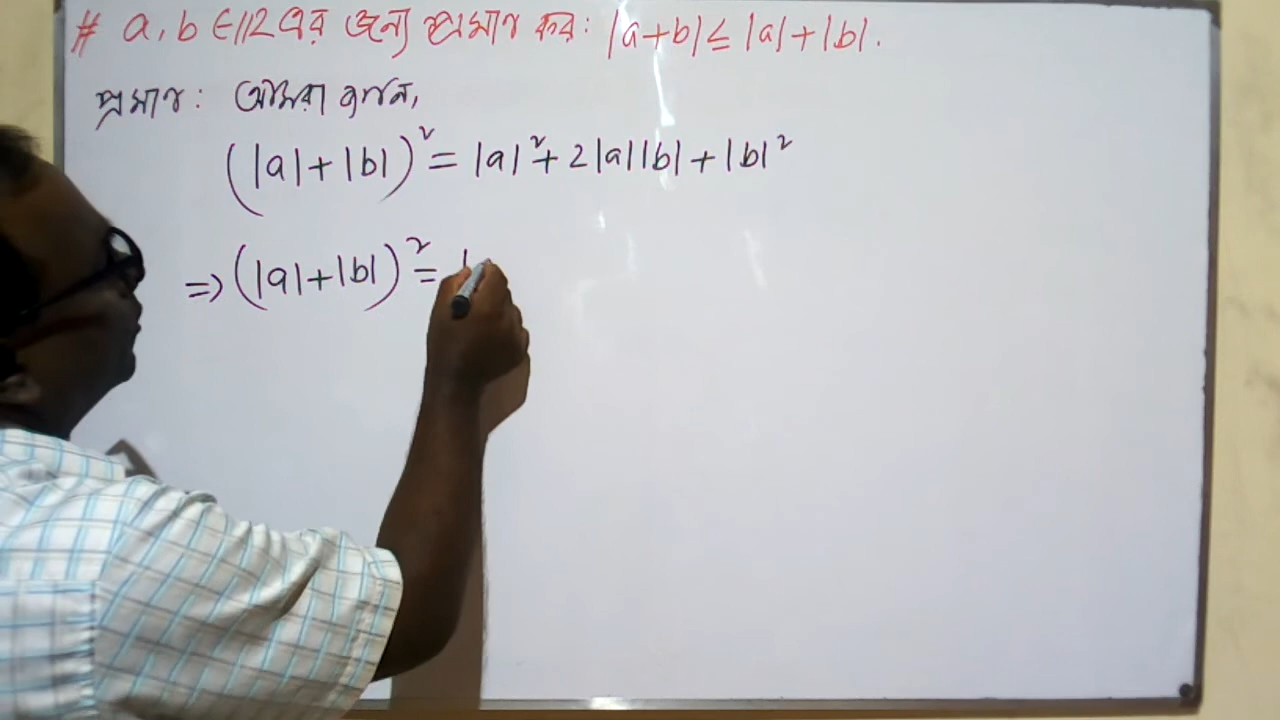 # a, b ∈ ℝ এর জন্য প্রমাণ কর: |a+b| ≤ |a|+|b|.
প্রমাণ: আমরা জানি,
(|a|+|b|)² = |a|²+2|a||b|+|b|²
⇒ (|a|+|b|)² = |